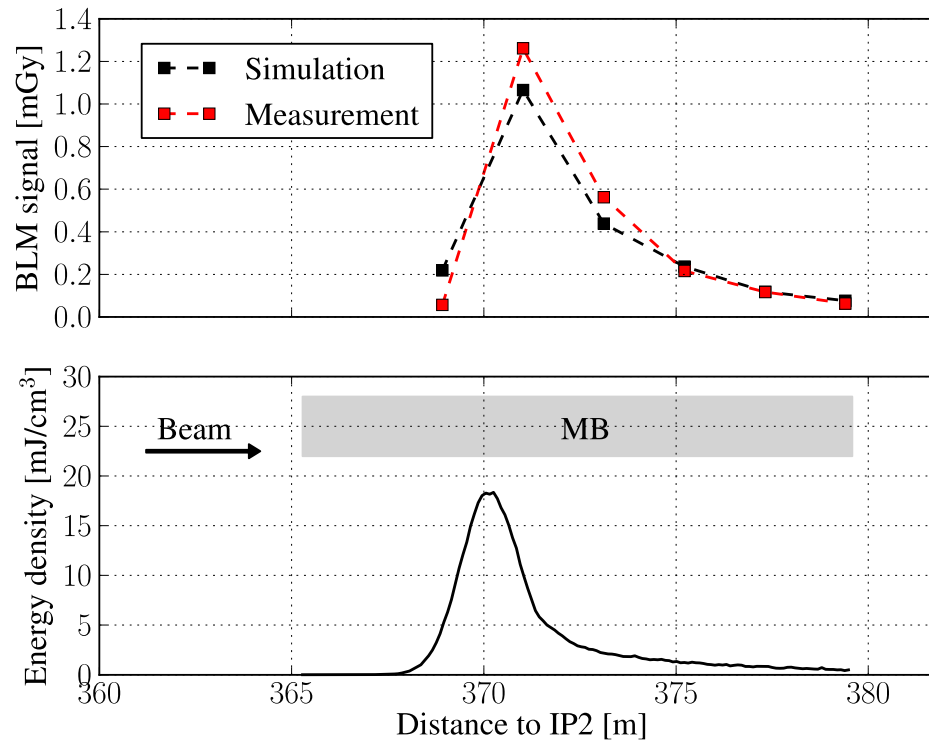 1.4
1.2
1.0
0.8
0.6
0.4
0.2
0.0
BLM signal [mGy]
Simulation
Measurement
30
25
20
15
10
5
0
Energy density [mJ/cm³]
Beam
MB
360 365 370 375 380
Distance to IP2 [m]